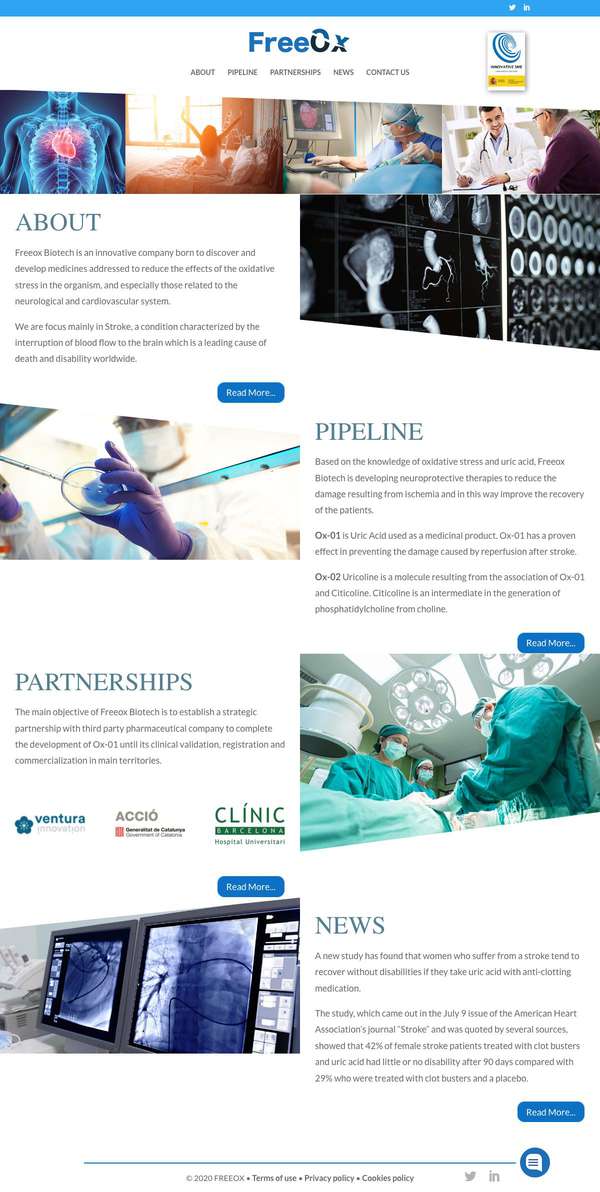 FreeOx
INNOVATIVE SME
ABOUT PIPELINE PARTNERSHIPS NEWS CONTACT US
ABOUT
Freeox Biotech is an innovative company born to discover and
develop medicines addressed to reduce the effects of the oxidative
stress in the organism, and especially those related to the
neurological and cardiovascular system.
We are focus mainly in Stroke, a condition characterized by the
interruption of blood flow to the brain which is a leading cause of
death and disability worldwide.
Read More...
PIPELINE
Based on the knowledge of oxidative stress and uric acid, Freeox
Biotech is developing neuroprotective therapies to reduce the
damage resulting from ischemia and in this way improve the recovery
of the patients.
Ox-01 is Uric Acid used as a medicinal product. Ox-01 has a proven
effect in preventing the damage caused by reperfusion after stroke.
Ox-02 Uricoline is a molecule resulting from the association of Ox-01
and Citicoline. Citicoline is an intermediate in the generation of
phosphatidylcholine from choline.
Read More...
PARTNERSHIPS
The main objective of Freeox Biotech is to establish a strategic
partnership with third party pharmaceutical company to complete
the development of Ox-01 until its clinical validation, registration and
commercialization in main territories.
ventura
innovation
ACCIÓ
Generalitat de Catalunya
Government of Catalonia
CLÍNIC
BARCELONA
Hospital Universitari
Read More...
NEWS
A new study has found that women who suffer from a stroke tend to
recover without disabilities if they take uric acid with anti-clotting
medication.
The study, which came out in the July 9 issue of the American Heart
Association's journal "Stroke" and was quoted by several sources,
showed that 42% of female stroke patients treated with clot busters
and uric acid had little or no disability after 90 days compared with
29% who were treated with clot busters and a placebo.
Read More...
© 2020 FREEOX • Terms of use • Privacy policy • Cookies policy